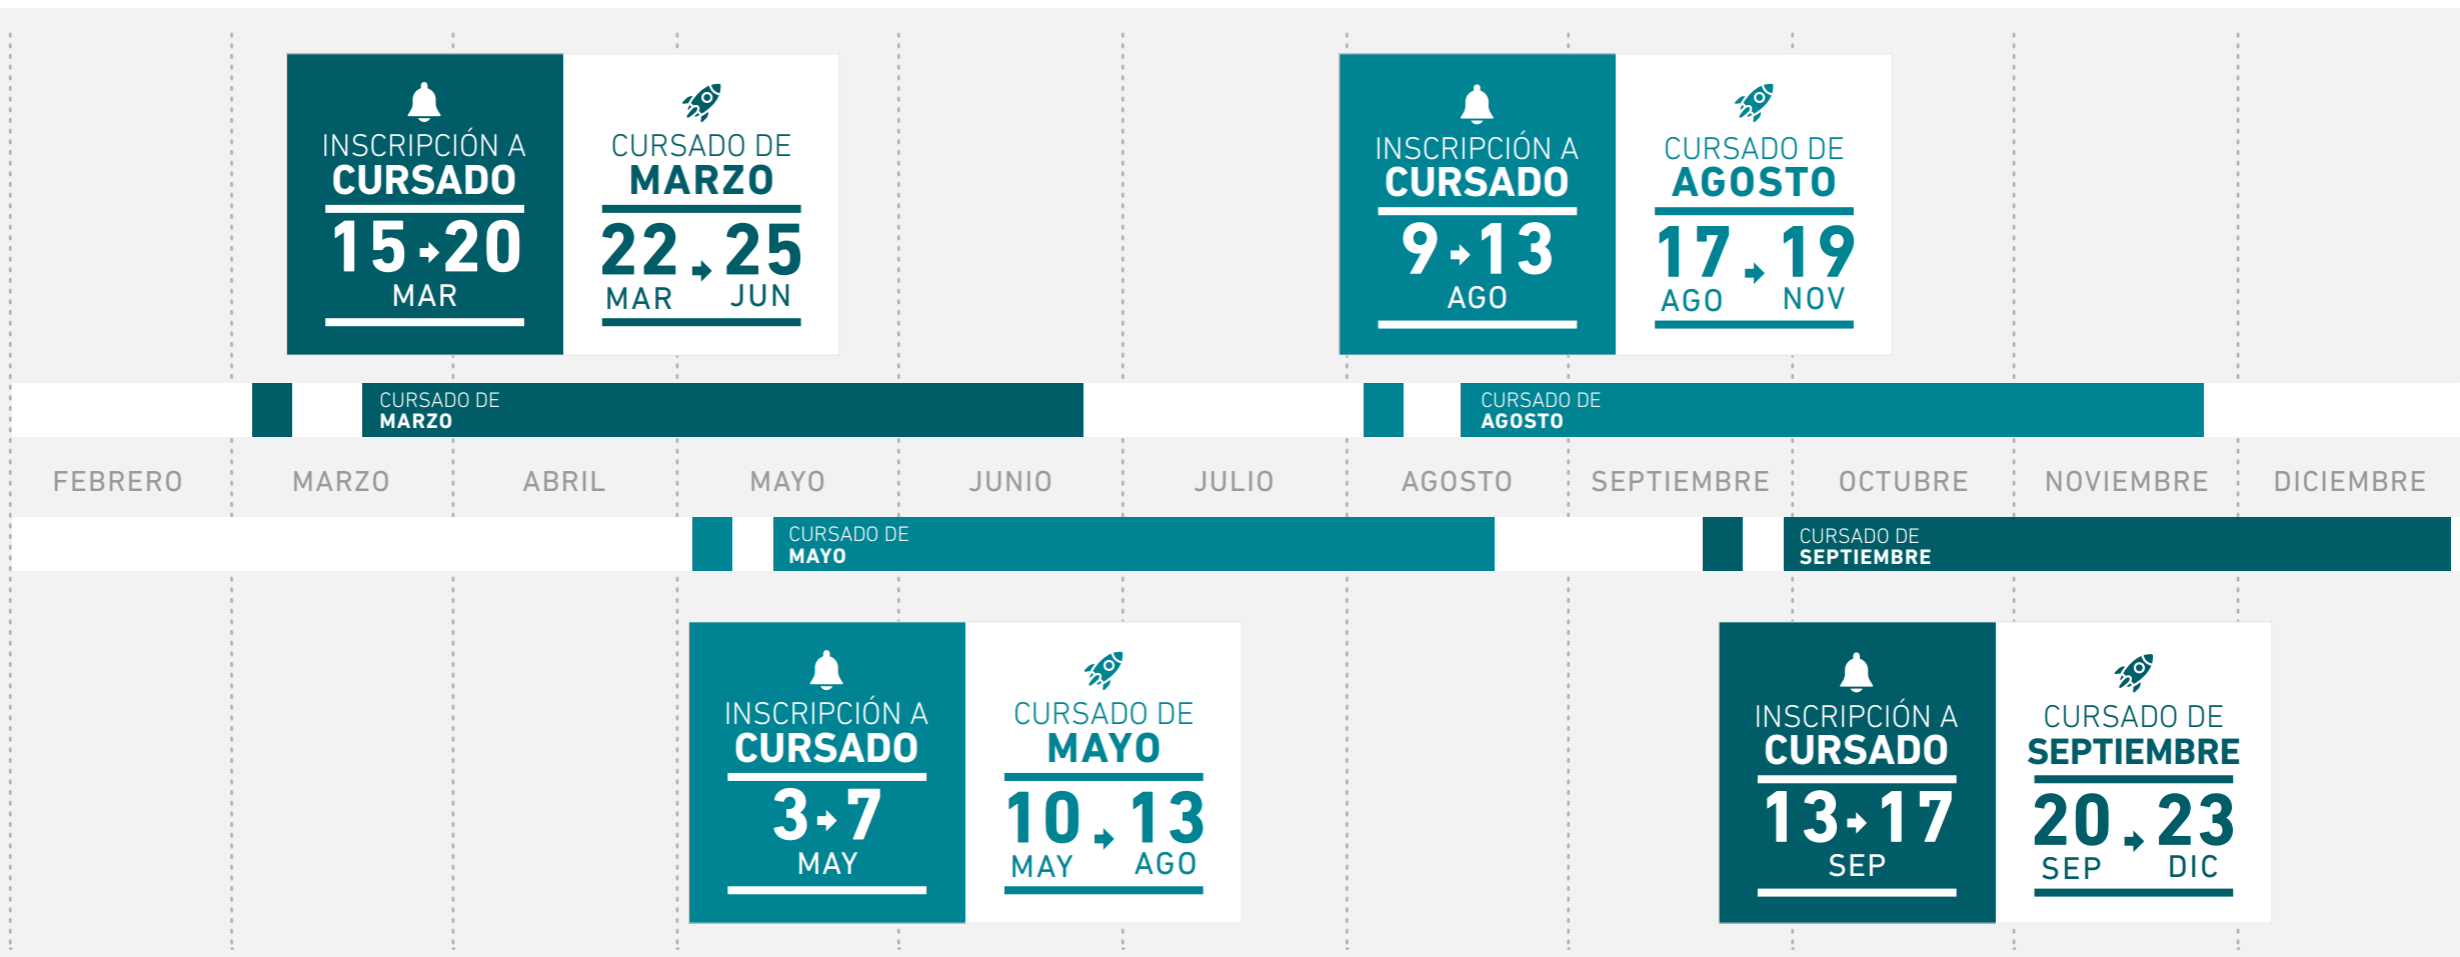 INSCRIPCIÓN A
CURSADO
15 20
MAR
CURSADO DE
MARZO
22 25
MAR JUN
INSCRIPCIÓN A
CURSADO
9 13
AGO
CURSADO DE
AGOSTO
17 19
AGO NOV
CURSADO DE
MARZO
CURSADO DE
AGOSTO
FEBRERO MARZO ABRIL MAYO JUNIO JULIO AGOSTO SEPTIEMBRE OCTUBRE NOVIEMBRE DICIEMBRE
CURSADO DE
MAYO
CURSADO DE
SEPTIEMBRE
INSCRIPCIÓN A
CURSADO
3 7
MAY
CURSADO DE
MAYO
10 13
MAY AGO
INSCRIPCIÓN A
CURSADO
13 17
SEP
CURSADO DE
SEPTIEMBRE
20 23
SEP DIC